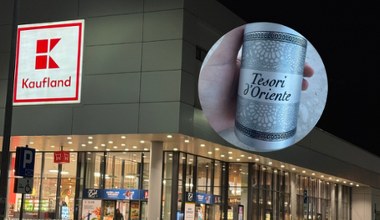 Kaufland
Tesori
d'Oriente
P